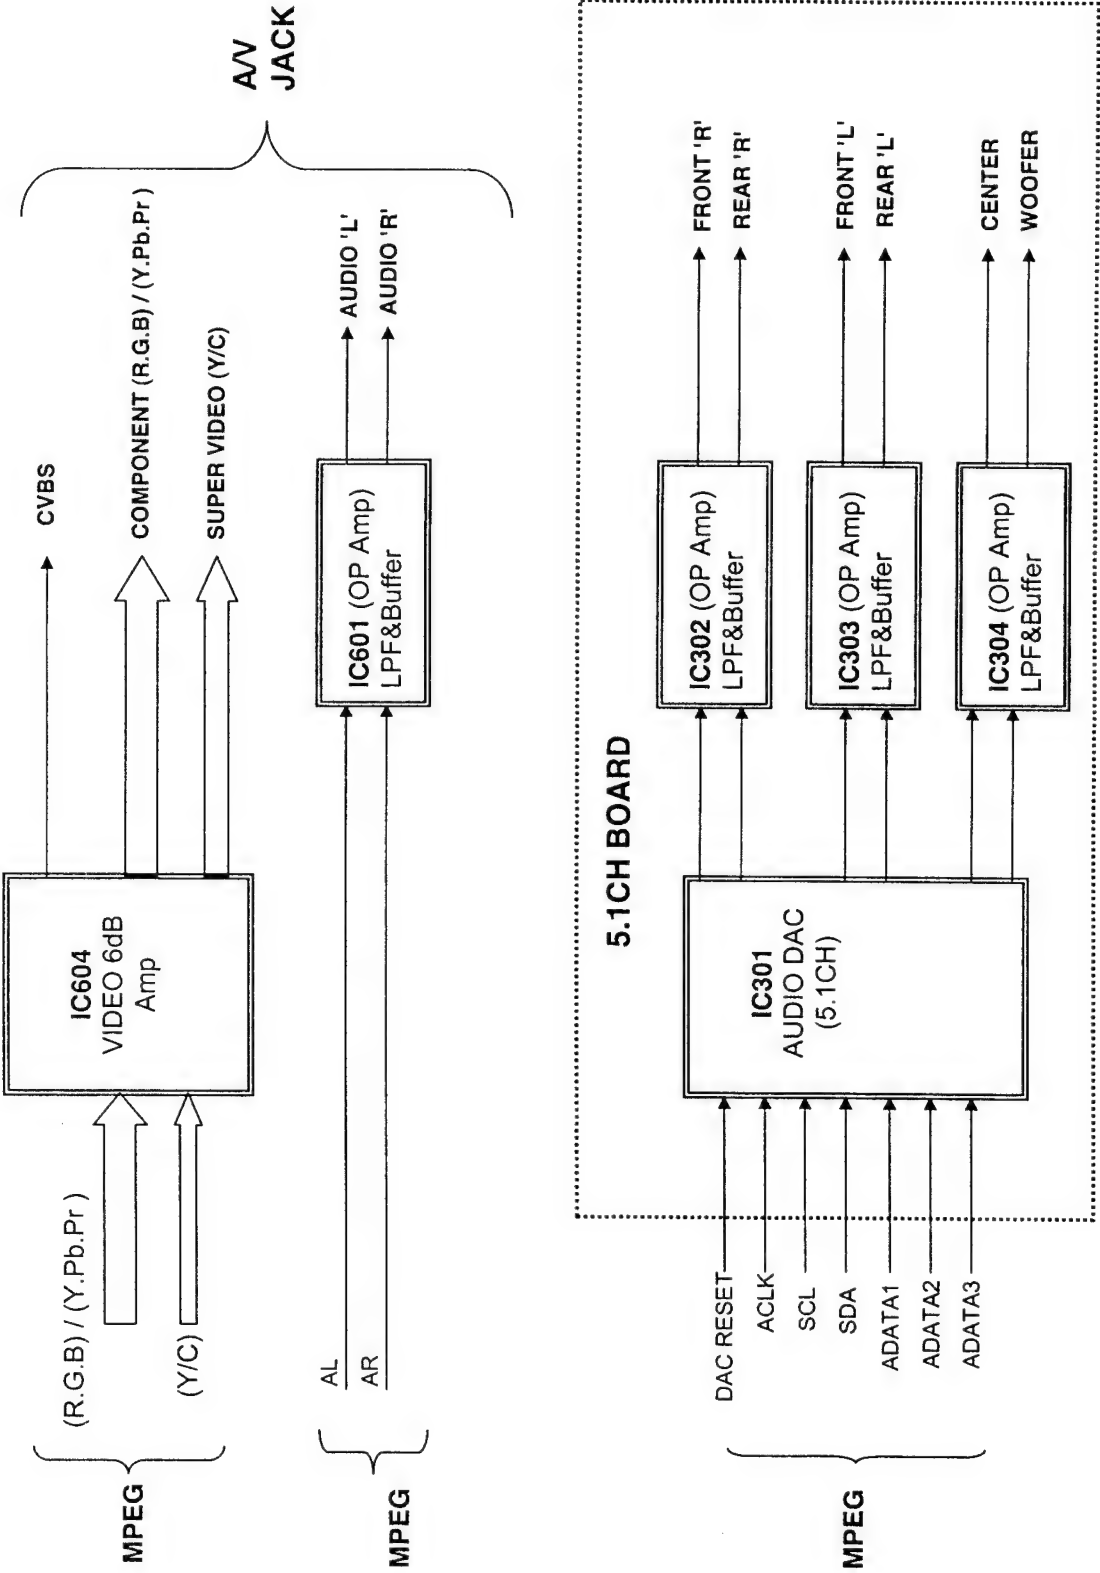 MPEG
(R.G.B) / (Y.Pb.Pr )
(Y/C)
IC604
VIDEO 6dB
Amp
CVBS
COMPONENT (R.G.B) / (Y.Pb.Pr )
SUPER VIDEO (Y/C)
A/V
JACK
MPEG
AL
AR
IC601 (OP Amp)
LPF&Buffer
AUDIO 'L'
AUDIO 'R'
5.1CH BOARD
MPEG
DAC RESET
ACLK
SCL
SDA
ADATA1
ADATA2
ADATA3
IC301
AUDIO DAC
(5.1CH)
IC302 (OP Amp)
LPF&Buffer
FRONT 'R'
REAR 'R'
IC303 (OP Amp)
LPF&Buffer
FRONT 'L'
REAR 'L'
IC304 (OP Amp)
LPF&Buffer
CENTER
WOOFER